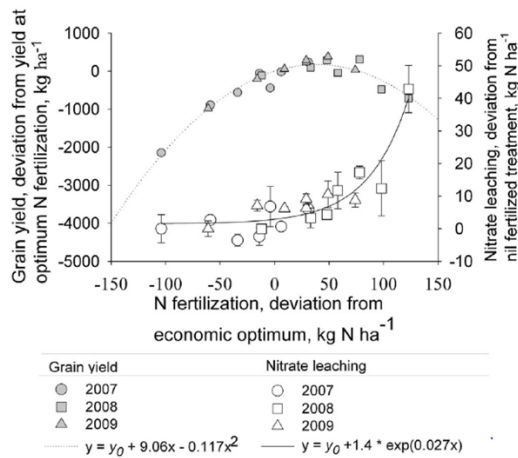 Grain yield, deviation from yield at
optimum N fertilization, kg ha-1
1000
0
-1000
-2000
-3000
-4000
-5000
60
50
40
30
20
10
0
-10
Nitrate leaching, deviation from
nil fertilized treatment, kg N ha-1
-150 -100 -50 0 50 100 150
N fertilization, deviation from
economic optimum, kg N ha-1
Grain yield Nitrate leaching
2007 2007
2008 2008
2009 2009
y = y0 + 9.06x - 0.117x2 y = y0 +1.4 * exp(0.027x)